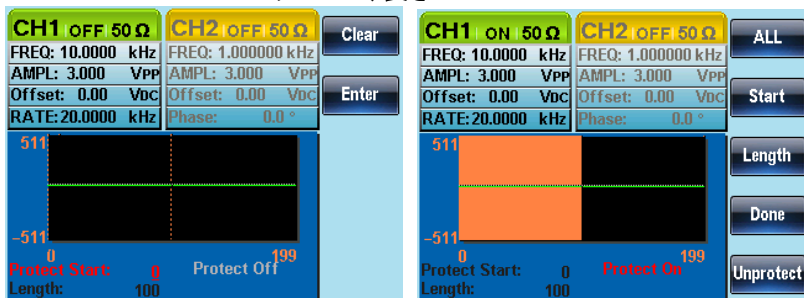 CH1 OFF 50 Ω CH2 OFF 50 Ω
FREQ: 10.0000 kHz FREQ: 1.000000 kHz
AMPL: 3.000 VPP AMPL: 3.000 VPP
Offset: 0.00 VDC Offset: 0.00 VDC
RATE: 20.0000 kHz Phase: 0.0 °
511
-511
0 199
Protect Start: 0 Protect Off
Length: 100
Clear
Enter
CH1 ON 50 Ω CH2 OFF 50 Ω
FREQ: 10.0000 kHz FREQ: 1.000000 kHz
AMPL: 3.000 VPP AMPL: 3.000 VPP
Offset: 0.00 VDC Offset: 0.00 VDC
RATE: 20.0000 kHz Phase: 0.0 °
511
-511
0 199
Protect Start: 0 Protect On
Length: 100
ALL
Start
Length
Done
Unprotect